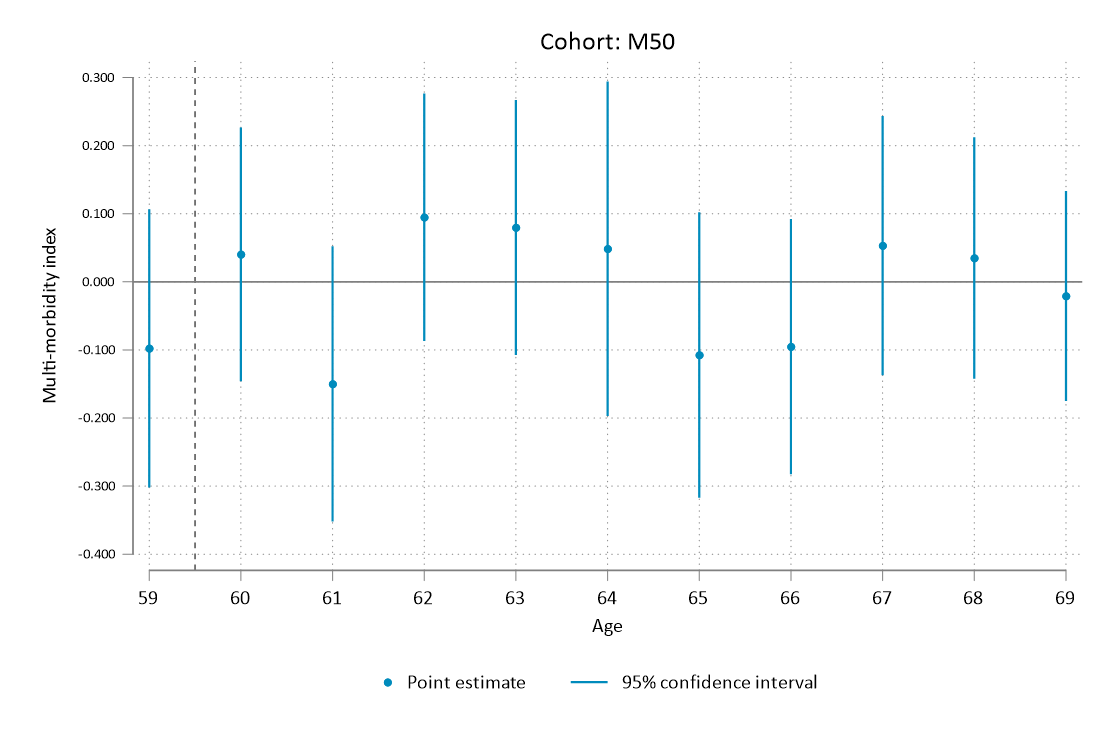 Cohort: M50
0.300
0.200
0.100
0.000
-0.100
-0.200
-0.300
-0.400
Multi-morbidity index
59 60 61 62 63 64 65 66 67 68 69
Age
Point estimate 95% confidence interval